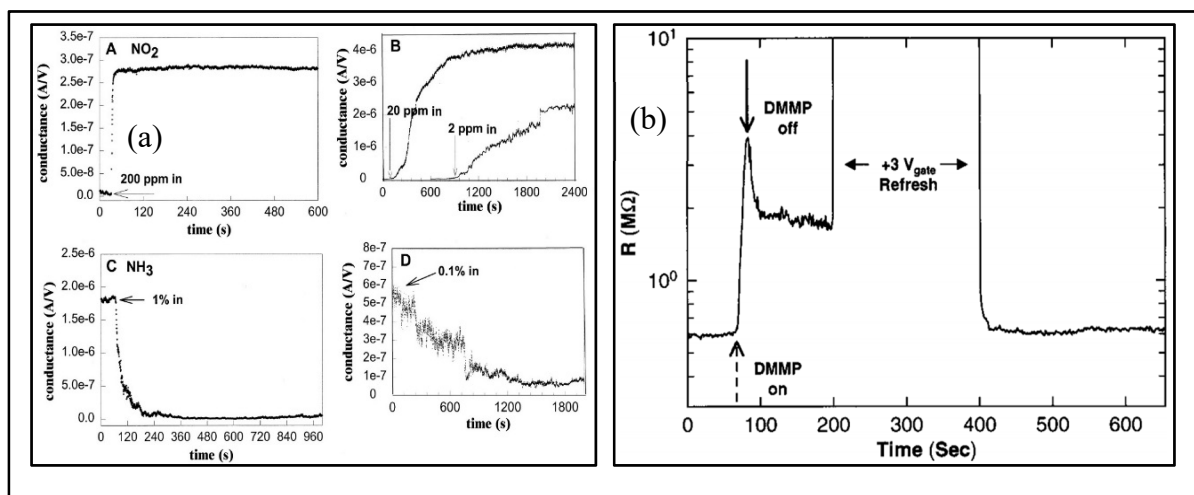 A NO2
(a)
200 ppm in
conductance (A/V)
3.5e-7
3.0e-7
2.5e-7
2.0e-7
1.5e-7
1.0e-7
5.0e-8
0.0
0 120 240 360 480 600
time (s)
B
20 ppm in
2 ppm in
conductance (A/V)
4e-6
3e-6
2e-6
1e-6
0
0 600 1200 1800 2400
time (s)
C NH3
1% in
conductance (A/V)
2.5e-6
2.0e-6
1.5e-6
1.0e-6
5.0e-7
0.0
0 120 240 360 480 600 720 840 960
time (s)
D
0.1% in
conductance (A/V)
8e-7
7e-7
6e-7
5e-7
4e-7
3e-7
2e-7
1e-7
0
0 600 1200 1800
time (s)
(b)
DMMP
off
+3 Vgate
Refresh
DMMP
on
R (MΩ)
10¹
10⁰
0 100 200 300 400 500 600
Time (Sec)